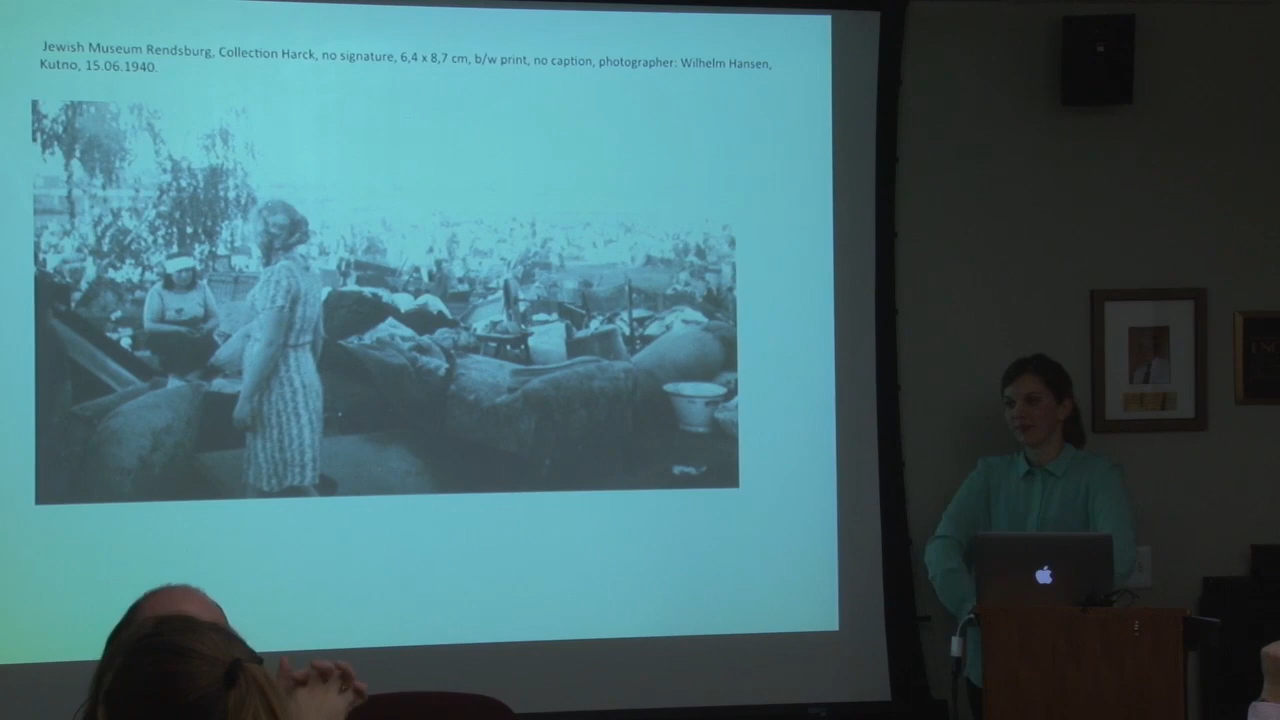 Jewish Museum Rendsburg, Collection Harck, no signature, 6,4 x 8,7 cm, b/w print, no caption, photographer: Wilhelm Hansen,
Kutno, 15.06.1940.